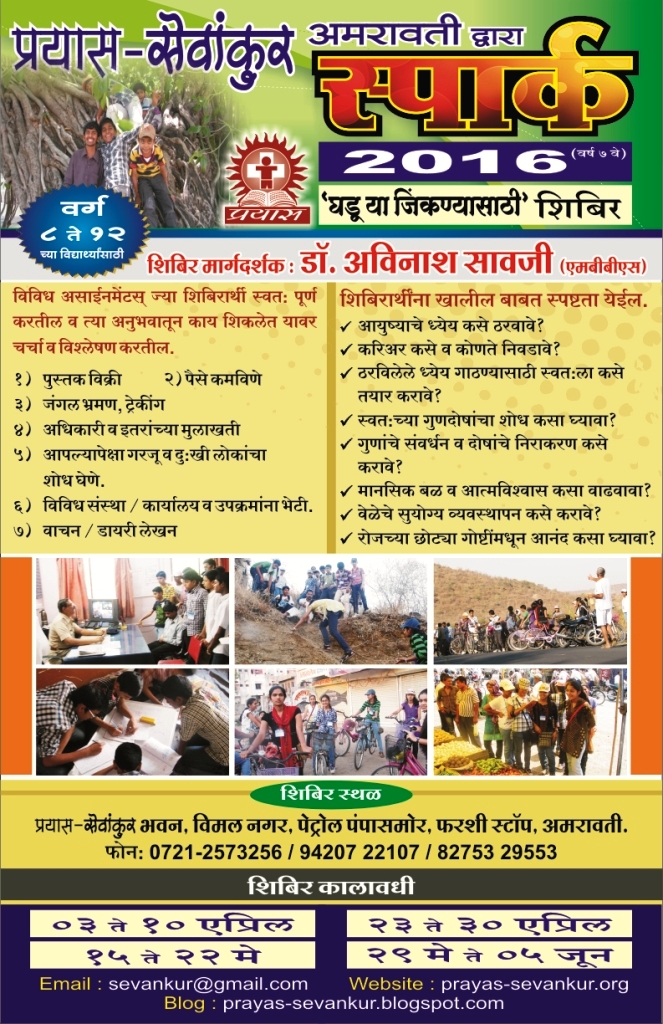 प्रयास-सेवांकुर अमरावती द्वारा
स्पार्क
2016 (वर्ष ७ वे)
प्रयास
'घडू या जिंकण्यासाठी' शिबिर
वर्ग
८ ते १२
च्या विद्यार्थ्यांसाठी
शिबिर मार्गदर्शक : डॉ. अविनाश सावजी (एमबीबीएस)
विविध असाईनमेंटस् ज्या शिबिरार्थी स्वत: पूर्ण
करतील व त्या अनुभवातून काय शिकलेत यावर
चर्चा व विश्लेषण करतील.
१) पुस्तक विक्री २) पैसे कमविणे
३) जंगल भ्रमण, ट्रेकींग
४) अधिकारी व इतरांच्या मुलाखती
५) आपल्यापेक्षा गरजू व दु:खी लोकांचा
शोध घेणे.
६) विविध संस्था / कार्यालय व उपक्रमांना भेटी.
७) वाचन / डायरी लेखन
शिबिरार्थींना खालील बाबत स्पष्टता येईल.
✓ आयुष्याचे ध्येय कसे ठरवावे?
✓ करिअर कसे व कोणते निवडावे?
✓ ठरविलेले ध्येय गाठण्यासाठी स्वत:ला कसे
तयार करावे?
✓ स्वत:च्या गुणदोषांचा शोध कसा घ्यावा?
✓ गुणांचे संवर्धन व दोषांचे निराकरण कसे
करावे?
✓ मानसिक बळ व आत्मविश्वास कसा वाढवावा?
✓ वेळेचे सुयोग्य व्यवस्थापन कसे करावे?
✓ रोजच्या छोट्या गोष्टींमधून आनंद कसा घ्यावा?
शिबिर स्थळ
प्रयास-सेवांकुर भवन, विमल नगर, पेट्रोल पंपासमोर, फरशी स्टॉप, अमरावती.
फोन: 0721-2573256 / 94207 22107 / 82753 29553
शिबिर कालावधी
०३ ते १० एप्रिल २३ ते ३० एप्रिल
१५ ते २२ मे २९ मे ते ०५ जून
Email : sevankur@gmail.com Website : prayas-sevankur.org
Blog : prayas-sevankur.blogspot.com